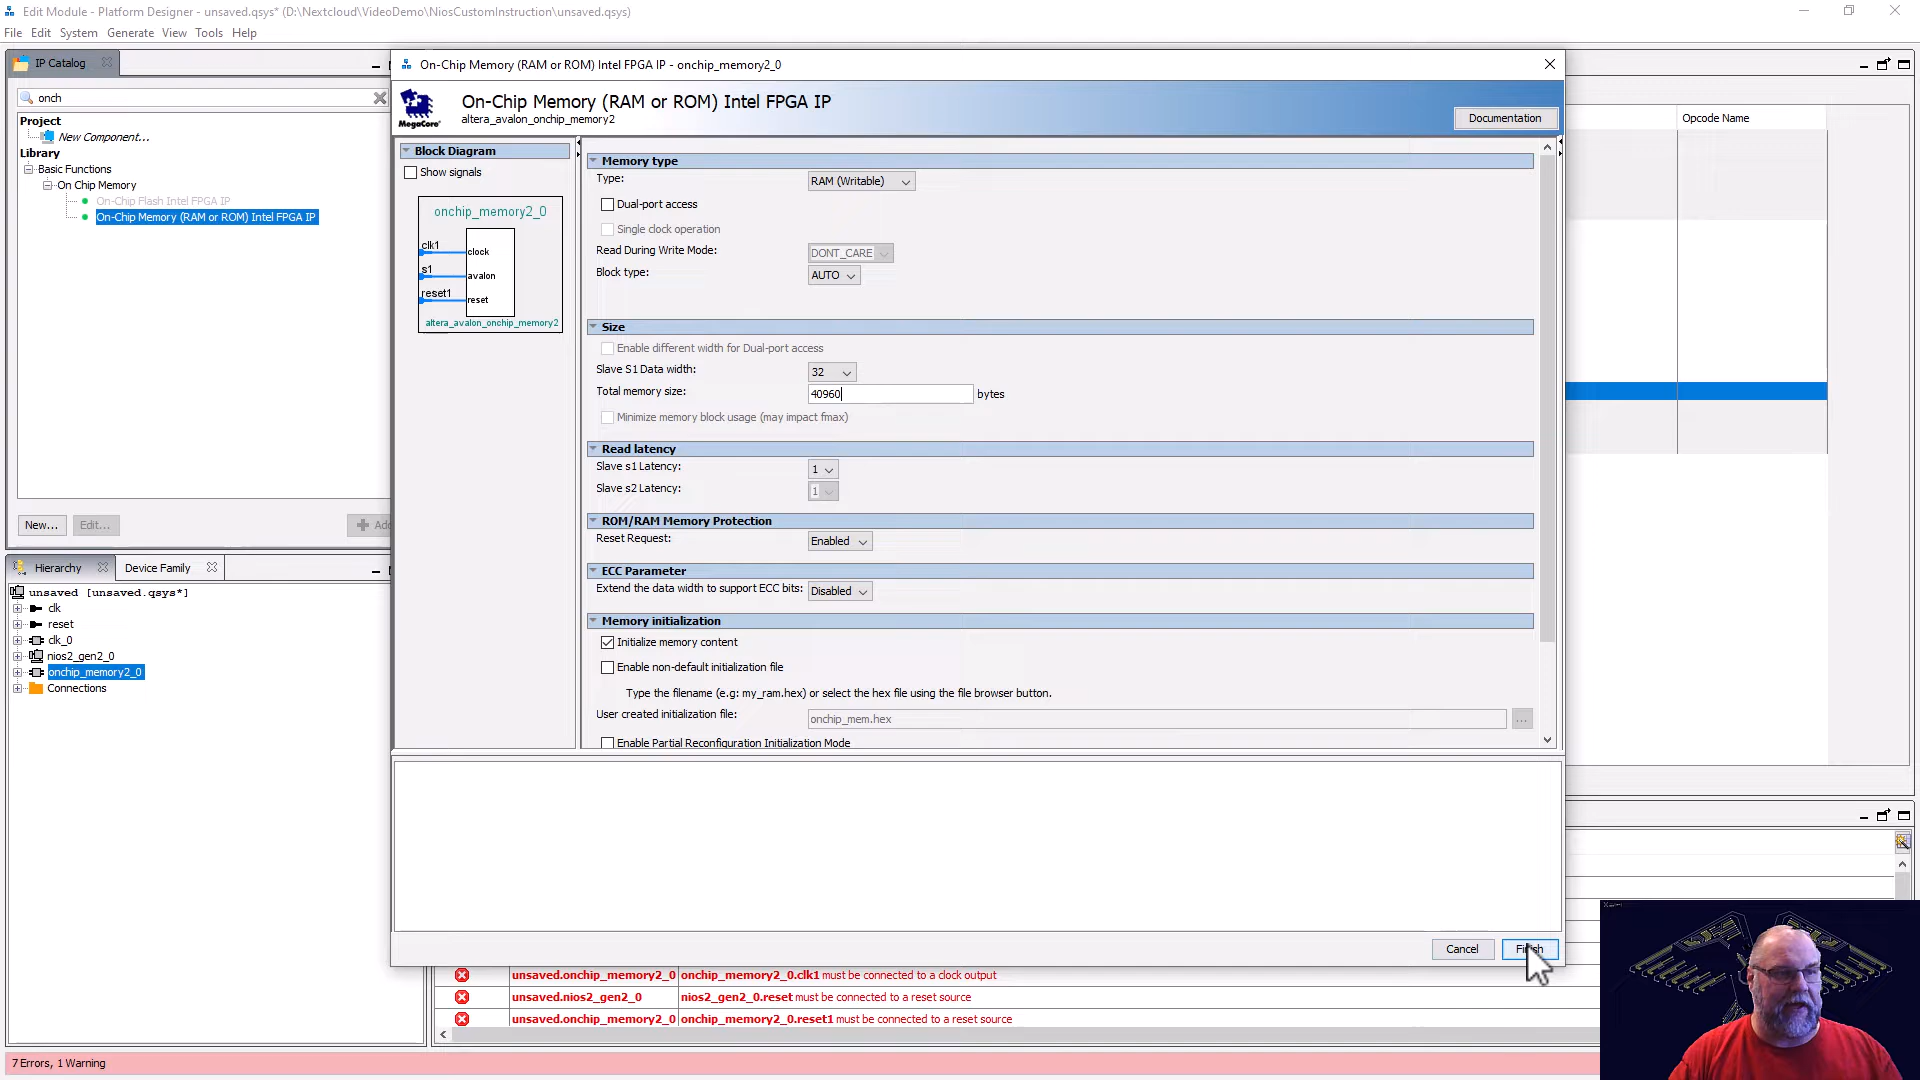 Edit Module - Platform Designer - unsaved.qsys* (D:\Nextcloud\VideoDemo\NiosCustomInstruction\unsaved.qsys)
File Edit System Generate View Tools Help
IP Catalog
onch
Project
New Component...
Library
Basic Functions
On Chip Memory
On-Chip Flash Intel FPGA IP
On-Chip Memory (RAM or ROM) Intel FPGA IP
New... Edit... Add
Hierarchy Device Family
unsaved [unsaved.qsys*]
clk
reset
clk_0
nios2_gen2_0
onchip_memory2_0
Connections
On-Chip Memory (RAM or ROM) Intel FPGA IP - onchip_memory2_0
MegaCore
On-Chip Memory (RAM or ROM) Intel FPGA IP
altera_avalon_onchip_memory2
Documentation
Block Diagram
Show signals
onchip_memory2_0
clk1
clock
s1
avalon
reset1
reset
altera_avalon_onchip_memory2
Memory type
Type: RAM (Writable)
Dual-port access
Single clock operation
Read During Write Mode: DONT_CARE
Block type: AUTO
Size
Enable different width for Dual-port access
Slave S1 Data width: 32
Total memory size: 40960 bytes
Minimize memory block usage (may impact fmax)
Read latency
Slave s1 Latency: 1
Slave s2 Latency: 1
ROM/RAM Memory Protection
Reset Request: Enabled
ECC Parameter
Extend the data width to support ECC bits: Disabled
Memory initialization
Initialize memory content
Enable non-default initialization file
Type the filename (e.g: my_ram.hex) or select the hex file using the file browser button.
User created initialization file: onchip_mem.hex ...
Enable Partial Reconfiguration Initialization Mode
Cancel Finish
Opcode Name
unsaved.onchip_memory2_0 onchip_memory2_0.clk1 must be connected to a clock output
unsaved.nios2_gen2_0 nios2_gen2_0.reset must be connected to a reset source
unsaved.onchip_memory2_0 onchip_memory2_0.reset1 must be connected to a reset source
7 Errors, 1 Warning